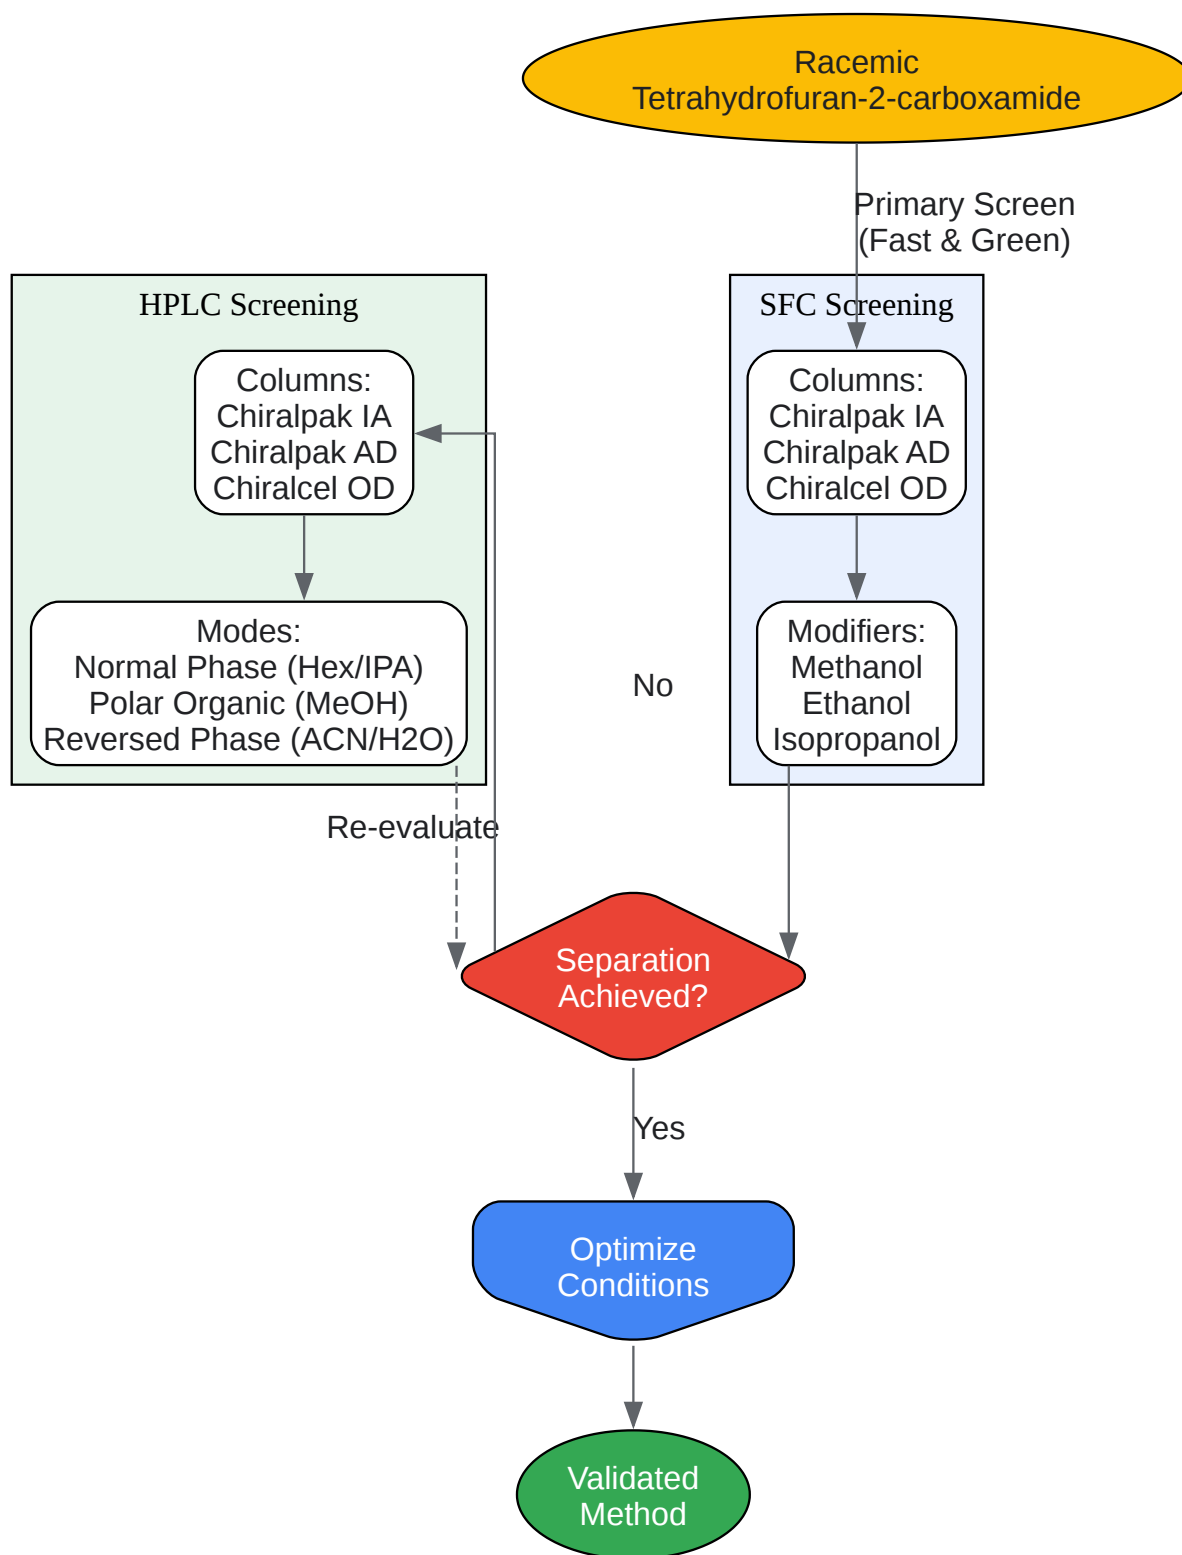 Racemic
Tetrahydrofuran-2-carboxamide
Primary Screen
(Fast & Green)
HPLC Screening
Columns:
Chiralpak IA
Chiralpak AD
Chiralcel OD
Modes:
Normal Phase (Hex/IPA)
Polar Organic (MeOH)
Reversed Phase (ACN/H2O)
SFC Screening
Columns:
Chiralpak IA
Chiralpak AD
Chiralcel OD
Modifiers:
Methanol
Ethanol
Isopropanol
No
Re-evaluate
Separation
Achieved?
Yes
Optimize
Conditions
Validated
Method